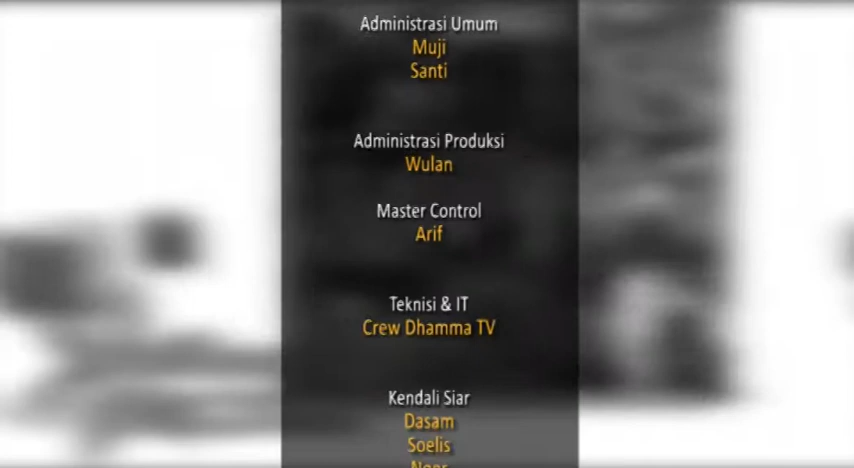 Administrasi Umum
Muji
Santi
Administrasi Produksi
Wulan
Master Control
Arif
Teknisi & IT
Crew Dhamma TV
Kendali Siar
Dasam
Soelis